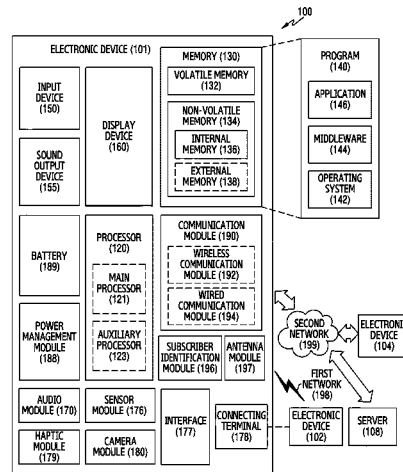 100
ELECTRONIC DEVICE (101)
INPUT
DEVICE
(150)
SOUND
OUTPUT
DEVICE
(155)
DISPLAY
DEVICE
(160)
MEMORY (130)
VOLATILE MEMORY
(132)
NON-VOLATILE
MEMORY (134)
INTERNAL
MEMORY (136)
EXTERNAL
MEMORY (138)
PROGRAM
(140)
APPLICATION
(146)
MIDDLEWARE
(144)
OPERATING
SYSTEM
(142)
BATTERY
(189)
POWER
MANAGEMENT
MODULE
(188)
PROCESSOR
(120)
MAIN
PROCESSOR
(121)
AUXILIARY
PROCESSOR
(123)
COMMUNICATION
MODULE (190)
WIRELESS
COMMUNICATION
MODULE (192)
WIRED
COMMUNICATION
MODULE (194)
SUBSCRIBER
IDENTIFICATION
MODULE (196)
ANTENNA
MODULE
(197)
SECOND
NETWORK
(199)
ELECTRONIC
DEVICE
(104)
FIRST
NETWORK
(198)
AUDIO
MODULE (170)
SENSOR
MODULE (176)
INTERFACE
(177)
CONNECTING
TERMINAL
(178)
ELECTRONIC
DEVICE
(102)
SERVER
(108)
HAPTIC
MODULE
(179)
CAMERA
MODULE (180)